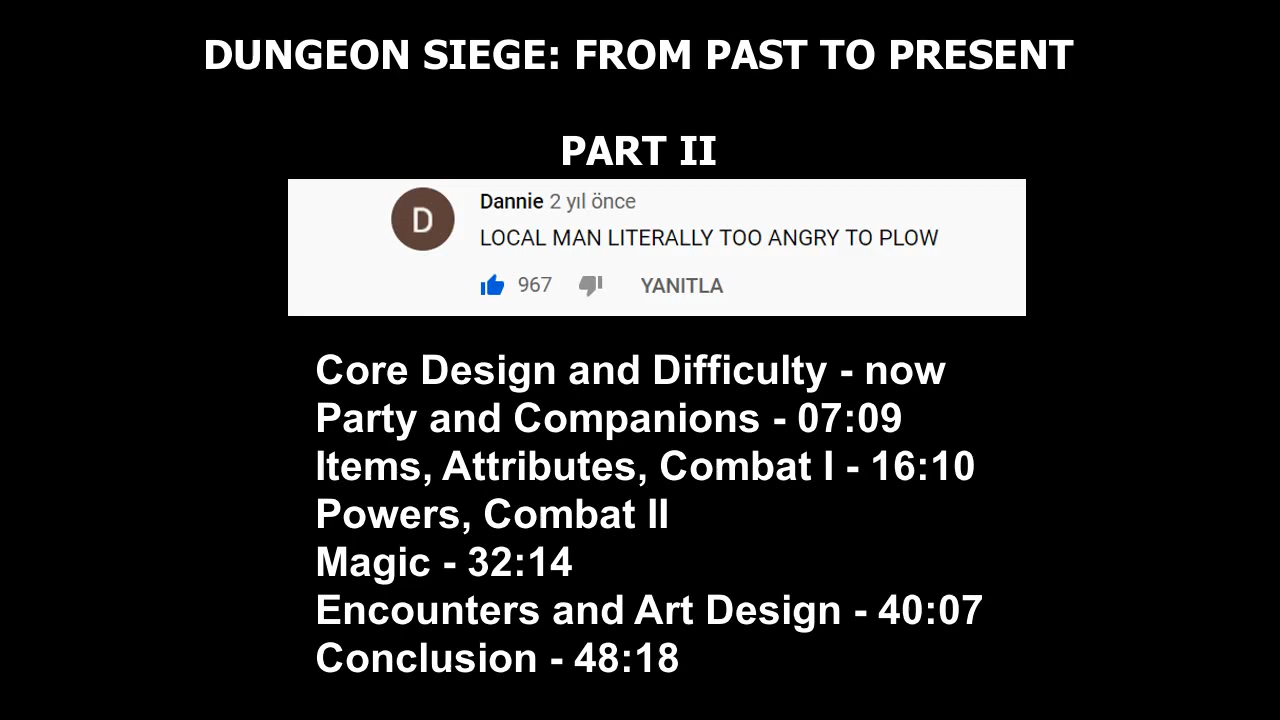 DUNGEON SIEGE: FROM PAST TO PRESENT
PART II
D
Dannie 2 yıl önce
LOCAL MAN LITERALLY TOO ANGRY TO PLOW
967 YANITLA
Core Design and Difficulty - now
Party and Companions - 07:09
Items, Attributes, Combat I - 16:10
Powers, Combat II
Magic - 32:14
Encounters and Art Design - 40:07
Conclusion - 48:18